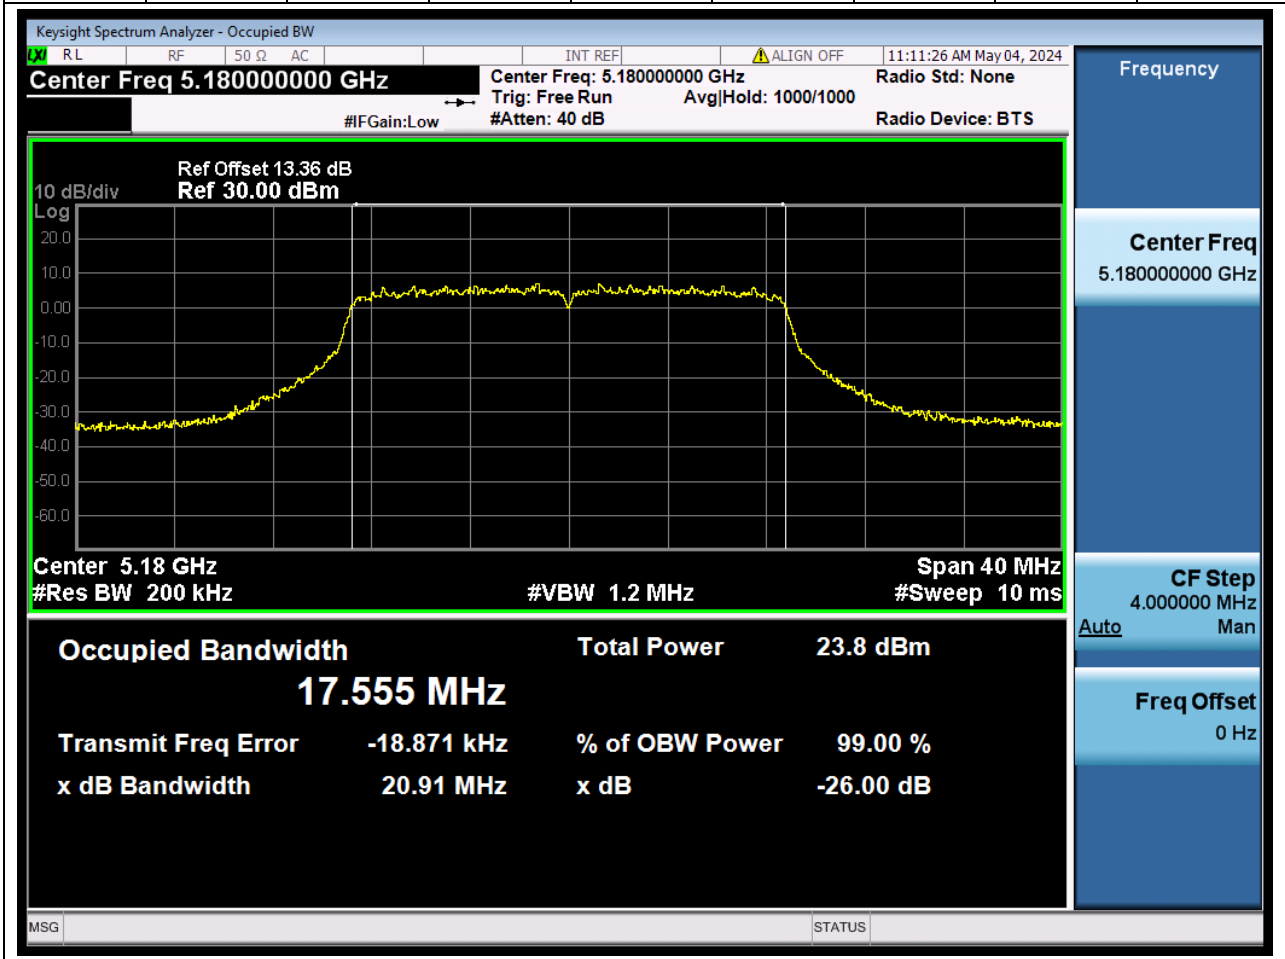 Keysight Spectrum Analyzer - Occupied BW
LXI RL RF 50 Ω AC INT REF ALIGN OFF 11:11:26 AM May 04, 2024
Center Freq 5.180000000 GHz
Center Freq: 5.180000000 GHz Radio Std: None
Trig: Free Run Avg|Hold: 1000/1000
#IFGain:Low #Atten: 40 dB Radio Device: BTS
Ref Offset 13.36 dB
10 dB/div Ref 30.00 dBm
Log
20.0
10.0
0.00
-10.0
-20.0
-30.0
-40.0
-50.0
-60.0
Center 5.18 GHz Span 40 MHz
#Res BW 200 kHz #VBW 1.2 MHz #Sweep 10 ms
Occupied Bandwidth Total Power 23.8 dBm
17.555 MHz
Transmit Freq Error -18.871 kHz % of OBW Power 99.00 %
x dB Bandwidth 20.91 MHz x dB -26.00 dB
MSG STATUS
Frequency
Center Freq
5.180000000 GHz
CF Step
4.000000 MHz
Auto Man
Freq Offset
0 Hz